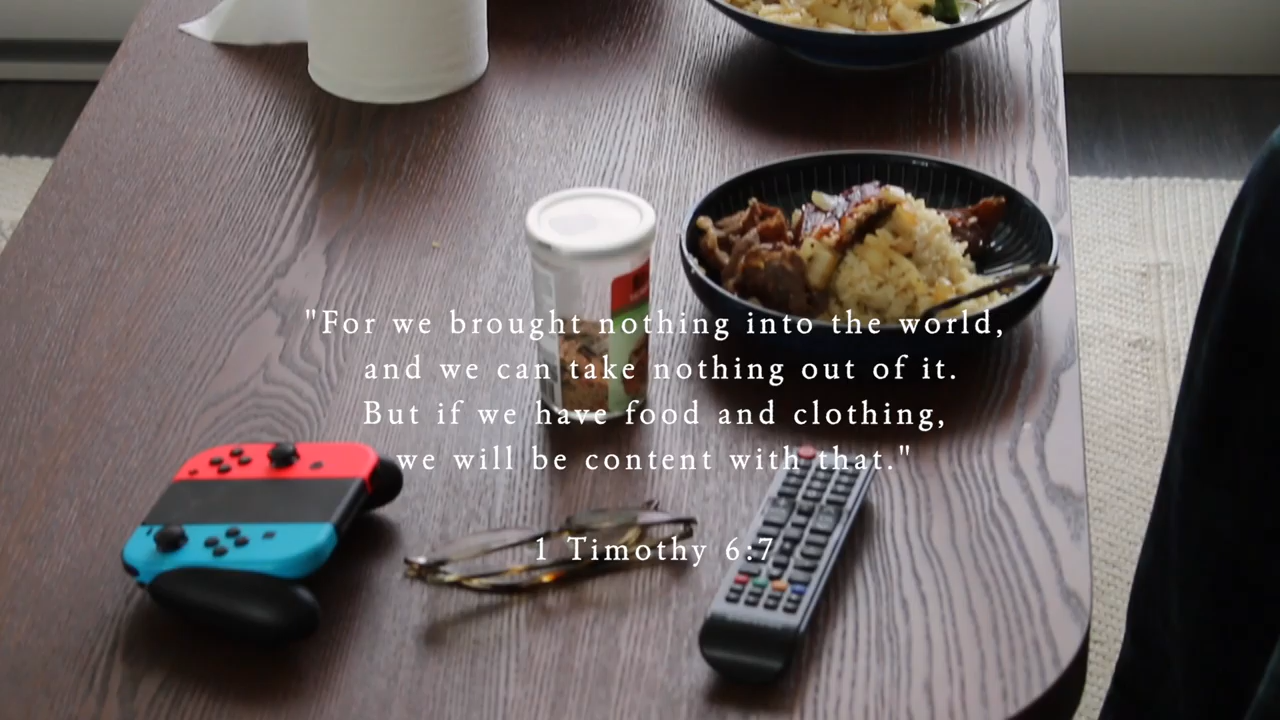 "For we brought nothing into the world,
and we can take nothing out of it.
But if we have food and clothing,
we will be content with that."
1 Timothy 6:7